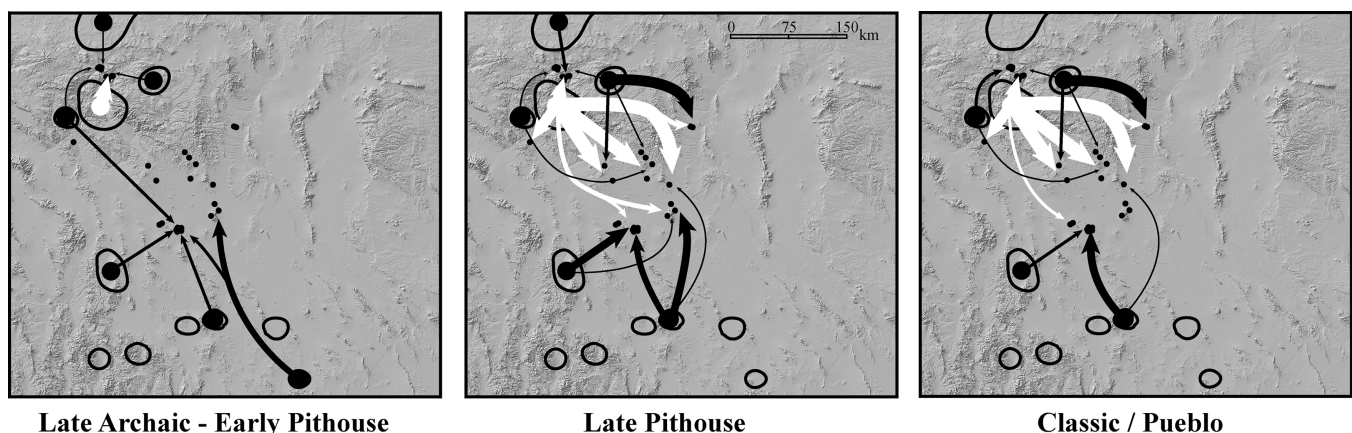 0 75 150
km
Late Archaic - Early Pithouse
Late Pithouse
Classic / Pueblo